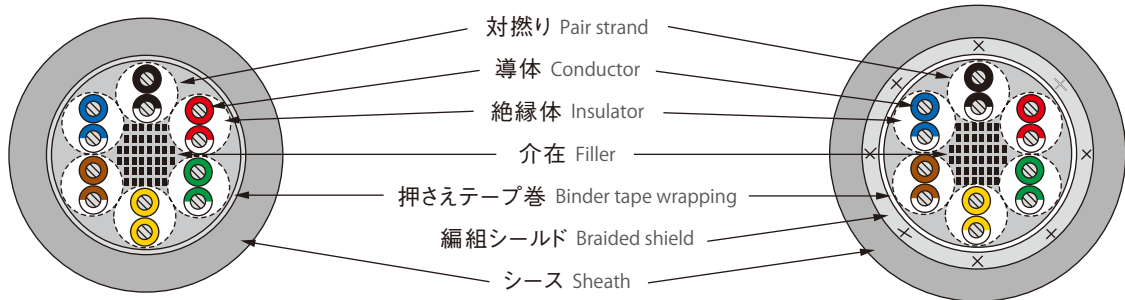 対撚り Pair strand
導体 Conductor
絶縁体 Insulator
介在 Filler
押さえテープ巻 Binder tape wrapping
編組シールド Braided shield
シース Sheath